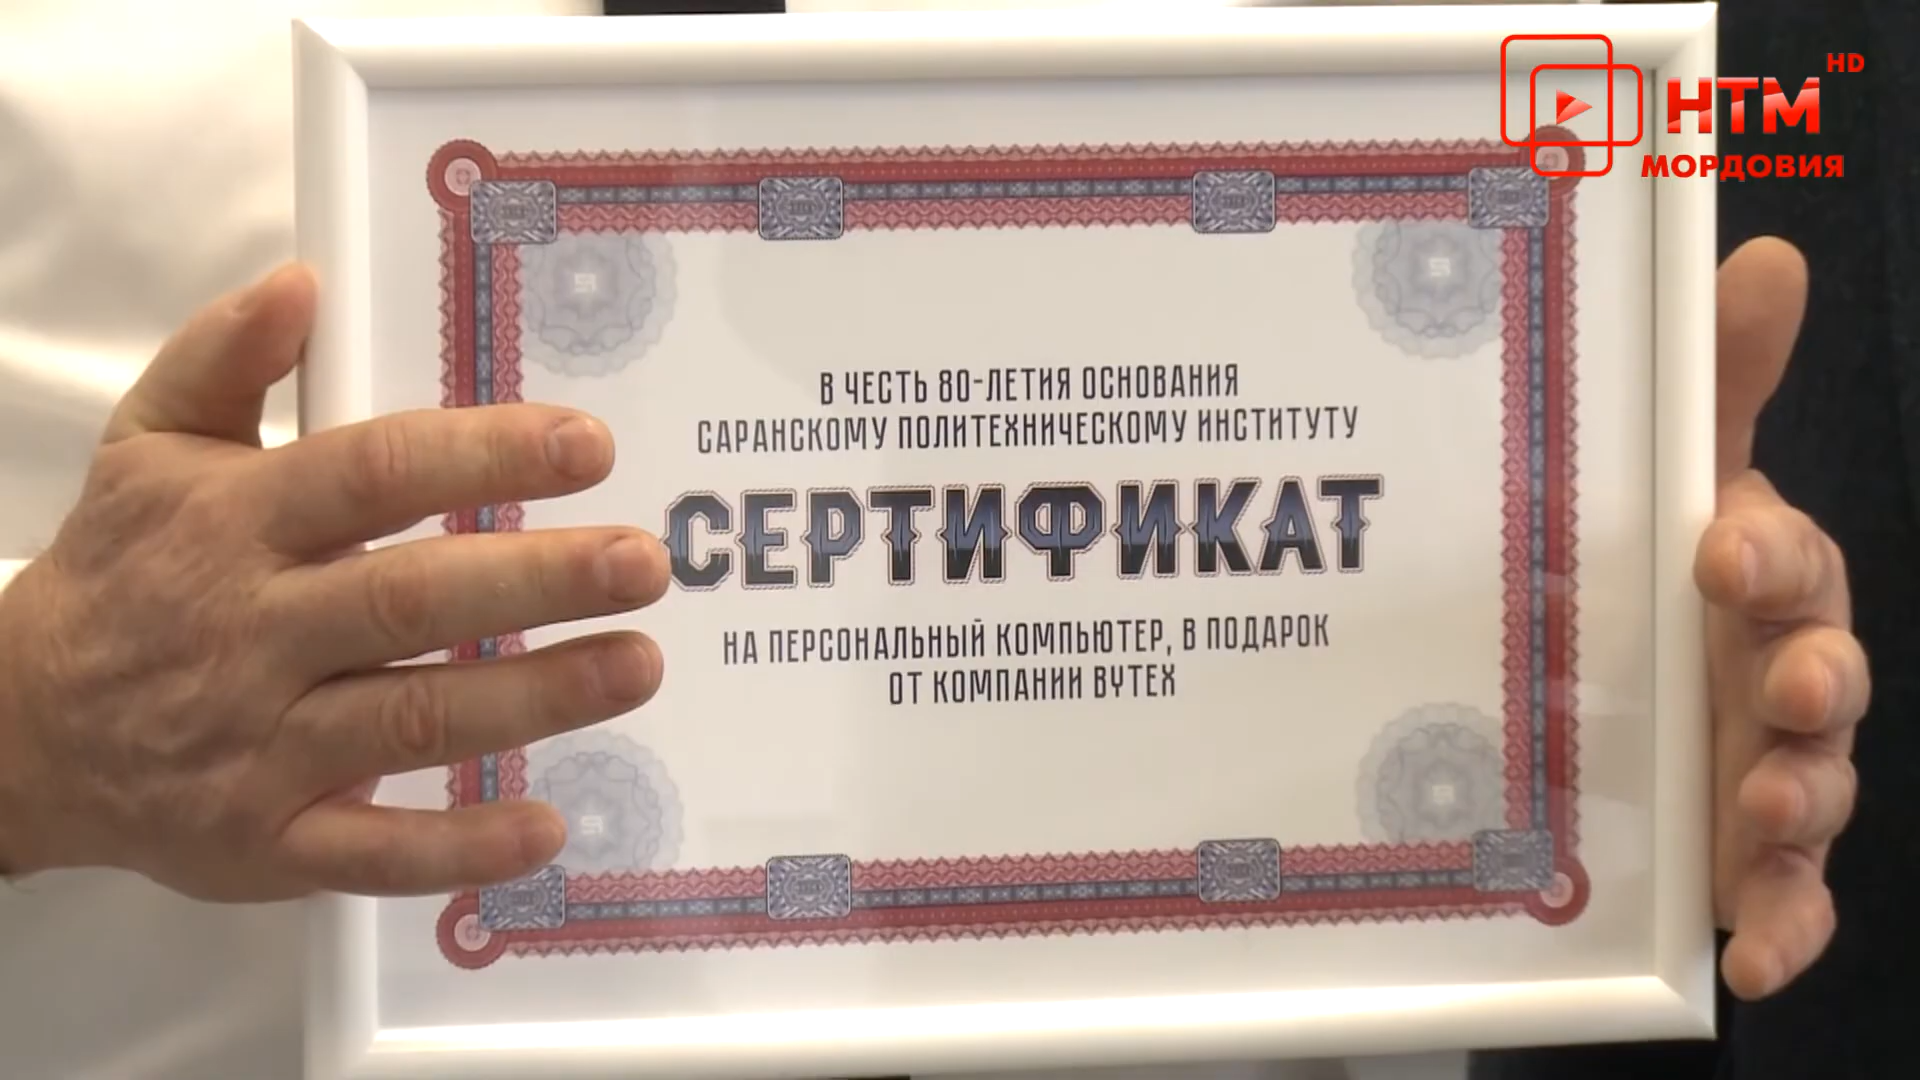 HD
НТМ
МОРДОВИЯ
В ЧЕСТЬ 80-ЛЕТИЯ ОСНОВАНИЯ
САРАНСКОМУ ПОЛИТЕХНИЧЕСКОМУ ИНСТИТУТУ
СЕРТИФИКАТ
НА ПЕРСОНАЛЬНЫЙ КОМПЬЮТЕР, В ПОДАРОК
ОТ КОМПАНИИ BYTEX